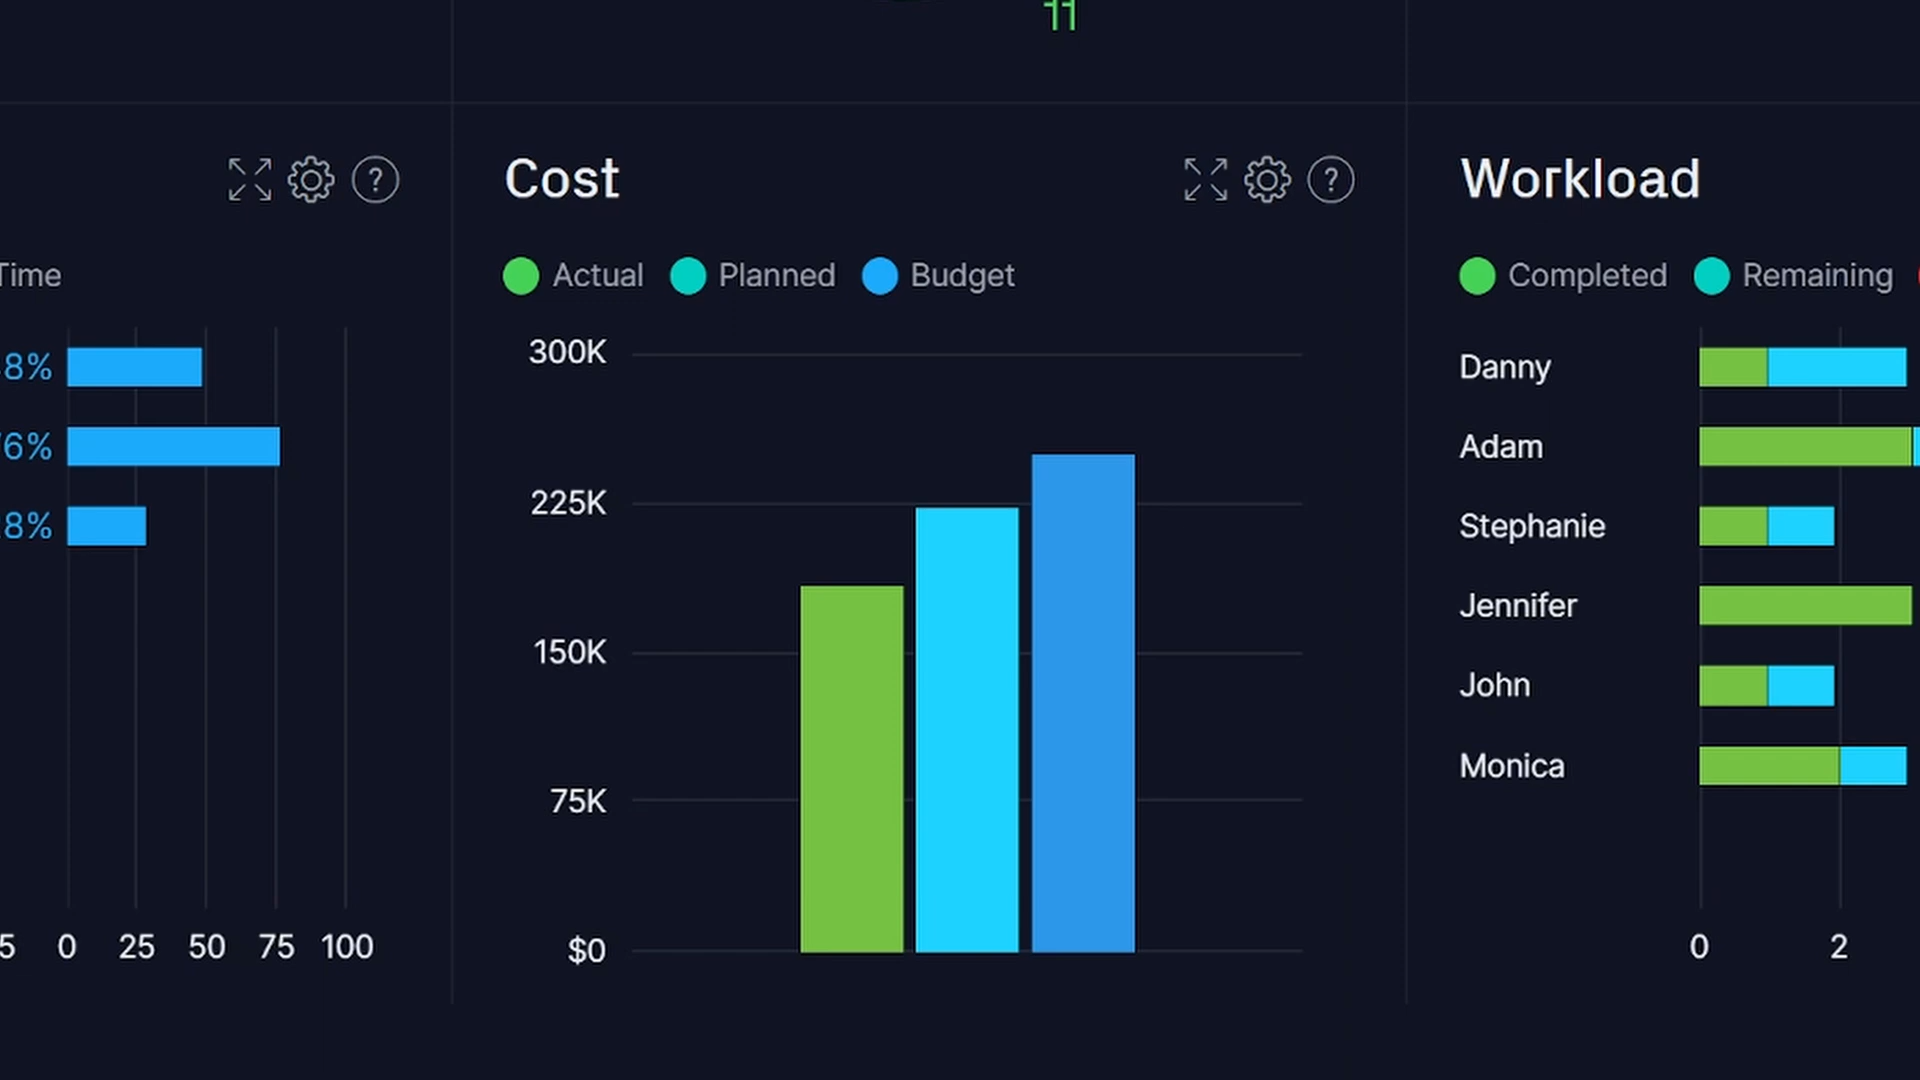 11
Cost
Workload
Time
Actual
Planned
Budget
Completed
Remaining
8%
6%
8%
0
25
50
75
100
300K
225K
150K
75K
$0
Danny
Adam
Stephanie
Jennifer
John
Monica
0
2